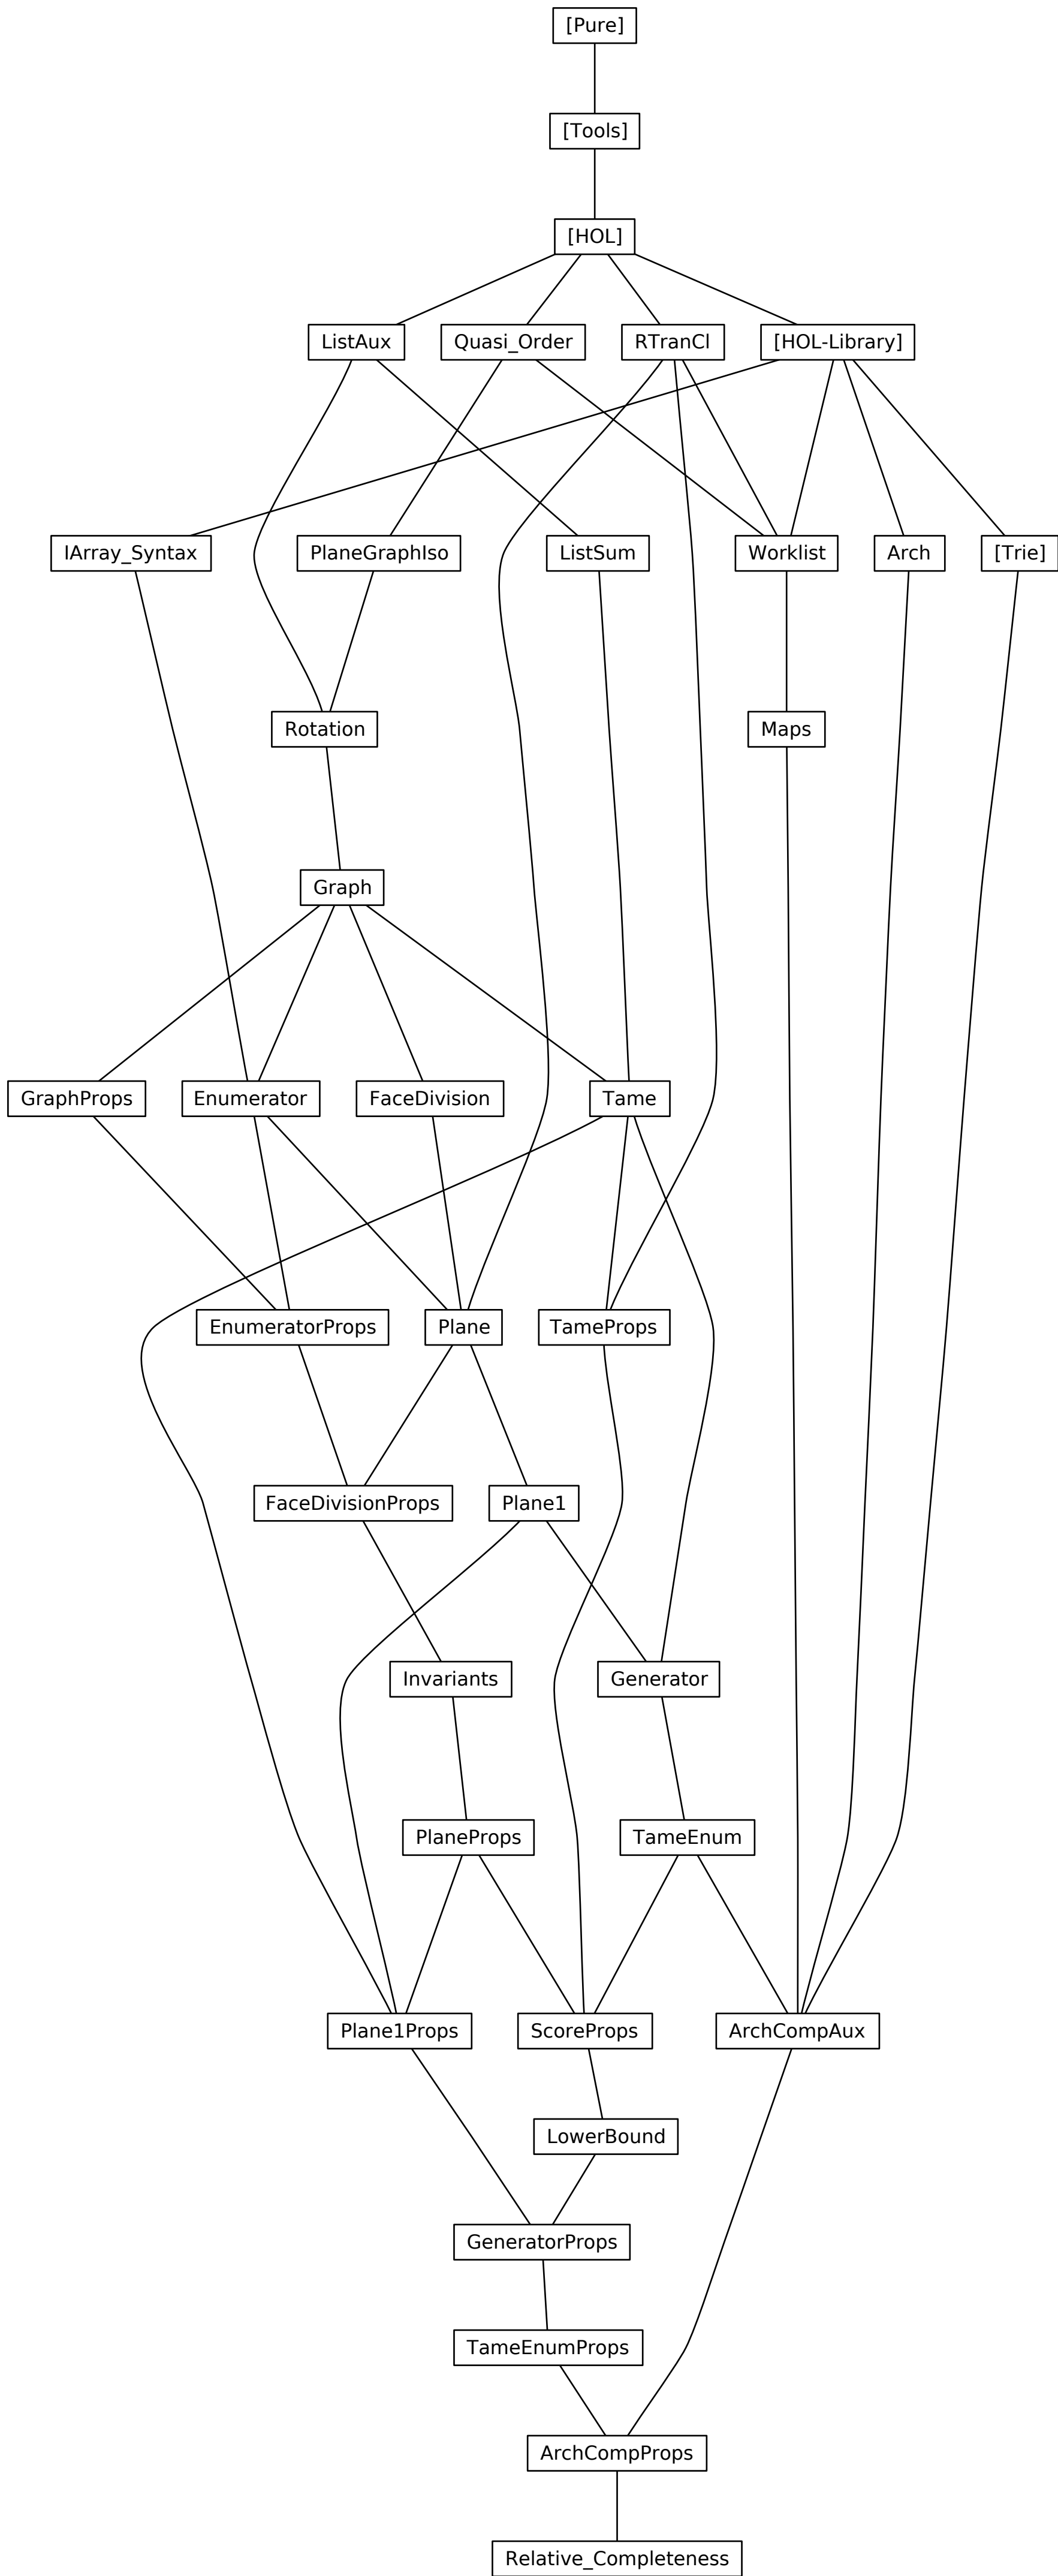 [Pure]
[Tools]
[HOL]
ListAux
Quasi_Order
RTranCl
[HOL-Library]
IArray_Syntax
PlaneGraphIso
ListSum
Worklist
Arch
[Trie]
Rotation
Maps
Graph
GraphProps
Enumerator
FaceDivision
Tame
EnumeratorProps
Plane
TameProps
FaceDivisionProps
Plane1
Invariants
Generator
PlaneProps
TameEnum
Plane1Props
ScoreProps
ArchCompAux
LowerBound
GeneratorProps
TameEnumProps
ArchCompProps
Relative_Completeness